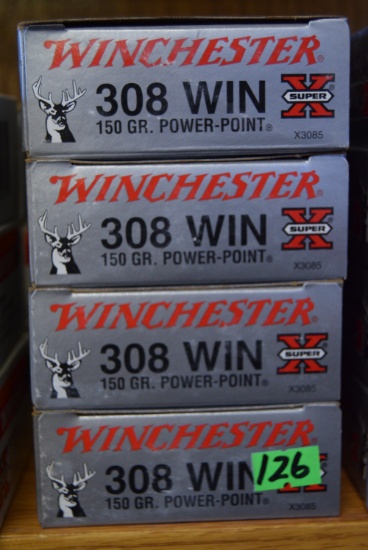 WINCHESTER
308 WIN X SUPER
150 GR. POWER-POINT® X3085
WINCHESTER
308 WIN X SUPER
150 GR. POWER-POINT® X3085
WINCHESTER
308 WIN X SUPER
150 GR. POWER-POINT® X3085
WINCHESTER
308 WIN 126
150 GR. POWER-POINT® X3085